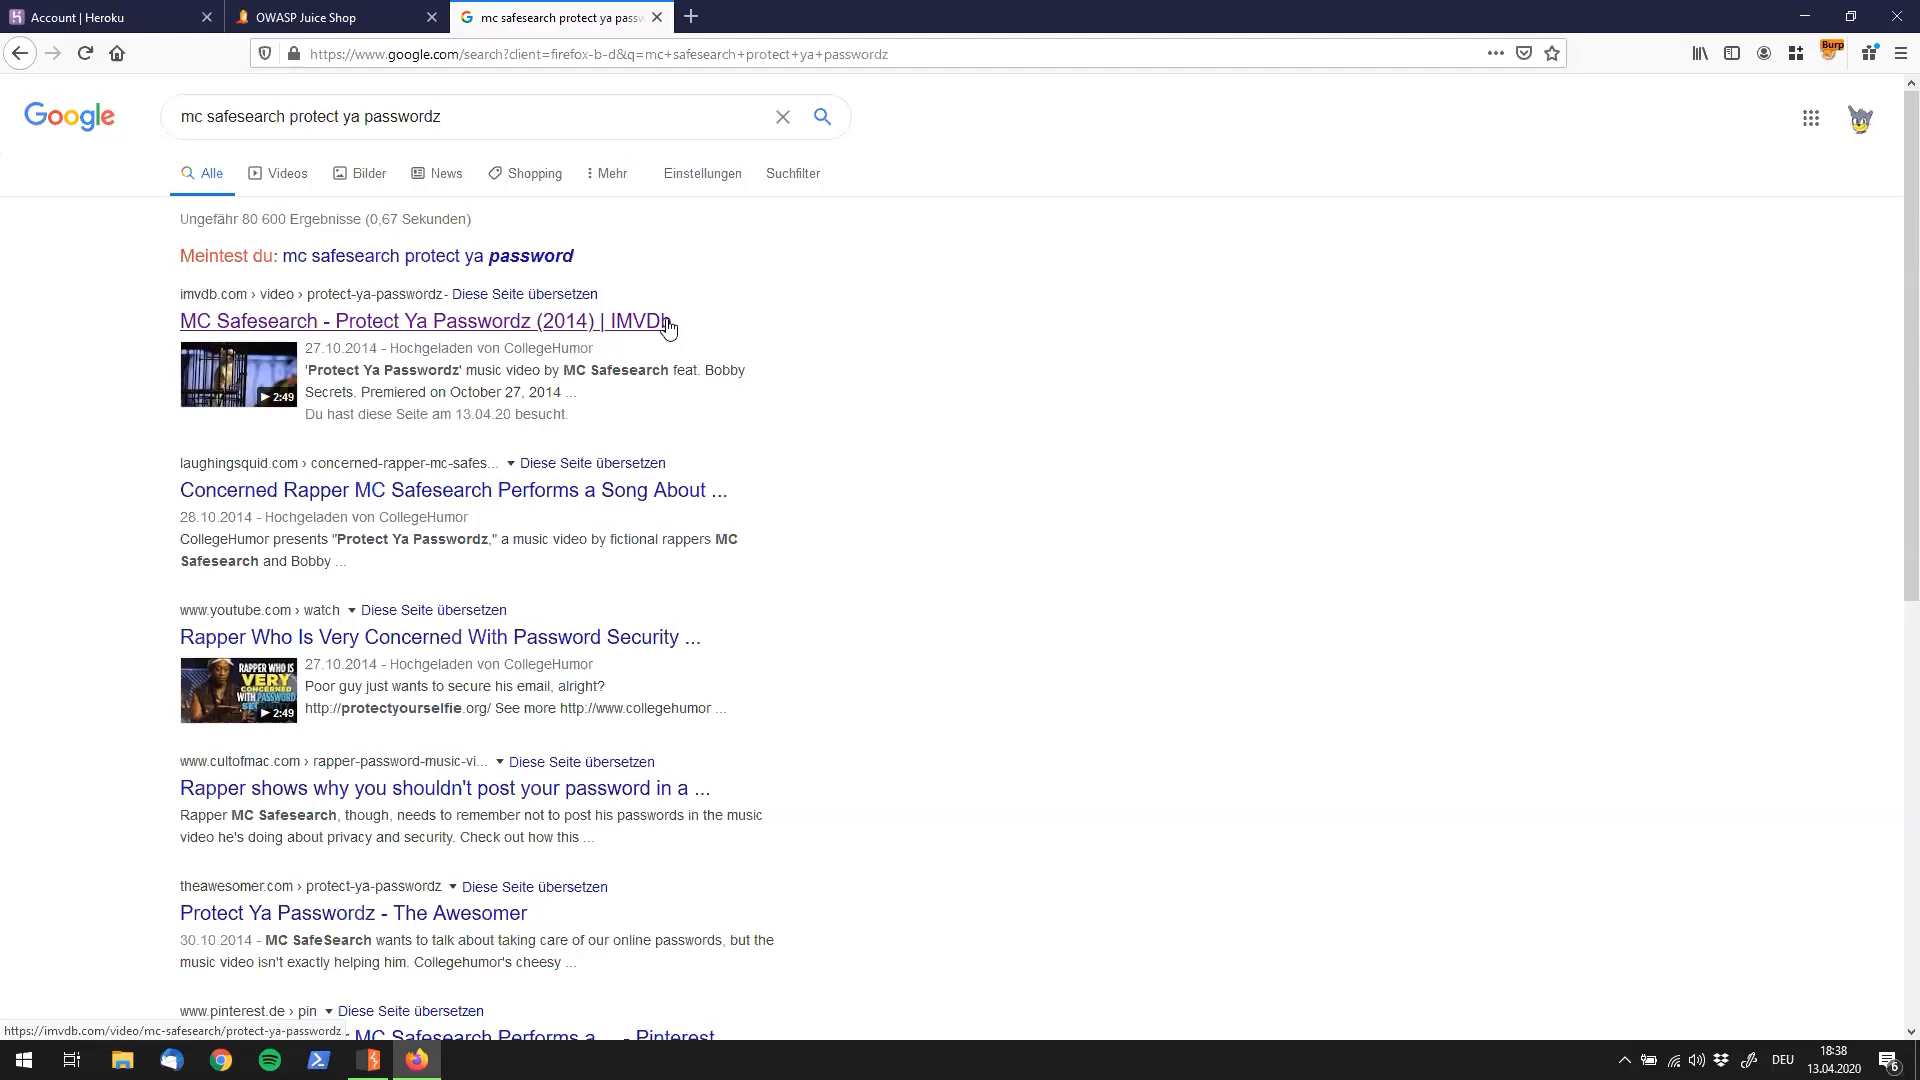 Account | Heroku
OWASP Juice Shop
mc safesearch protect ya passw
https://www.google.com/search?client=firefox-b-d&q=mc+safesearch+protect+ya+passwordz
Burp
Google
mc safesearch protect ya passwordz
Alle Videos Bilder News Shopping Mehr Einstellungen Suchfilter
Ungefähr 80 600 Ergebnisse (0,67 Sekunden)
Meintest du: mc safesearch protect ya password
imvdb.com › video › protect-ya-passwordz - Diese Seite übersetzen
MC Safesearch - Protect Ya Passwordz (2014) | IMVDb
▶ 2:49
27.10.2014 - Hochgeladen von CollegeHumor
'Protect Ya Passwordz' music video by MC Safesearch feat. Bobby
Secrets. Premiered on October 27, 2014 ...
Du hast diese Seite am 13.04.20 besucht.
laughingsquid.com › concerned-rapper-mc-safes... ▼ Diese Seite übersetzen
Concerned Rapper MC Safesearch Performs a Song About ...
28.10.2014 - Hochgeladen von CollegeHumor
CollegeHumor presents "Protect Ya Passwordz," a music video by fictional rappers MC
Safesearch and Bobby ...
www.youtube.com › watch ▼ Diese Seite übersetzen
Rapper Who Is Very Concerned With Password Security ...
RAPPER WHO IS
VERY
CONCERNED
WITH PASSWORD
▶ 2:49
27.10.2014 - Hochgeladen von CollegeHumor
Poor guy just wants to secure his email, alright?
http://protectyourselfie.org/ See more http://www.collegehumor ...
www.cultofmac.com › rapper-password-music-vi... ▼ Diese Seite übersetzen
Rapper shows why you shouldn't post your password in a ...
Rapper MC Safesearch, though, needs to remember not to post his passwords in the music
video he's doing about privacy and security. Check out how this ...
theawesomer.com › protect-ya-passwordz ▼ Diese Seite übersetzen
Protect Ya Passwordz - The Awesomer
30.10.2014 - MC SafeSearch wants to talk about taking care of our online passwords, but the
music video isn't exactly helping him. Collegehumor's cheesy ...
www.pinterest.de › pin ▼ Diese Seite übersetzen
MC Safesearch Performs a ... - Pinterest
https://imvdb.com/video/mc-safesearch/protect-ya-passwordz
DEU
18:38
13.04.2020
6